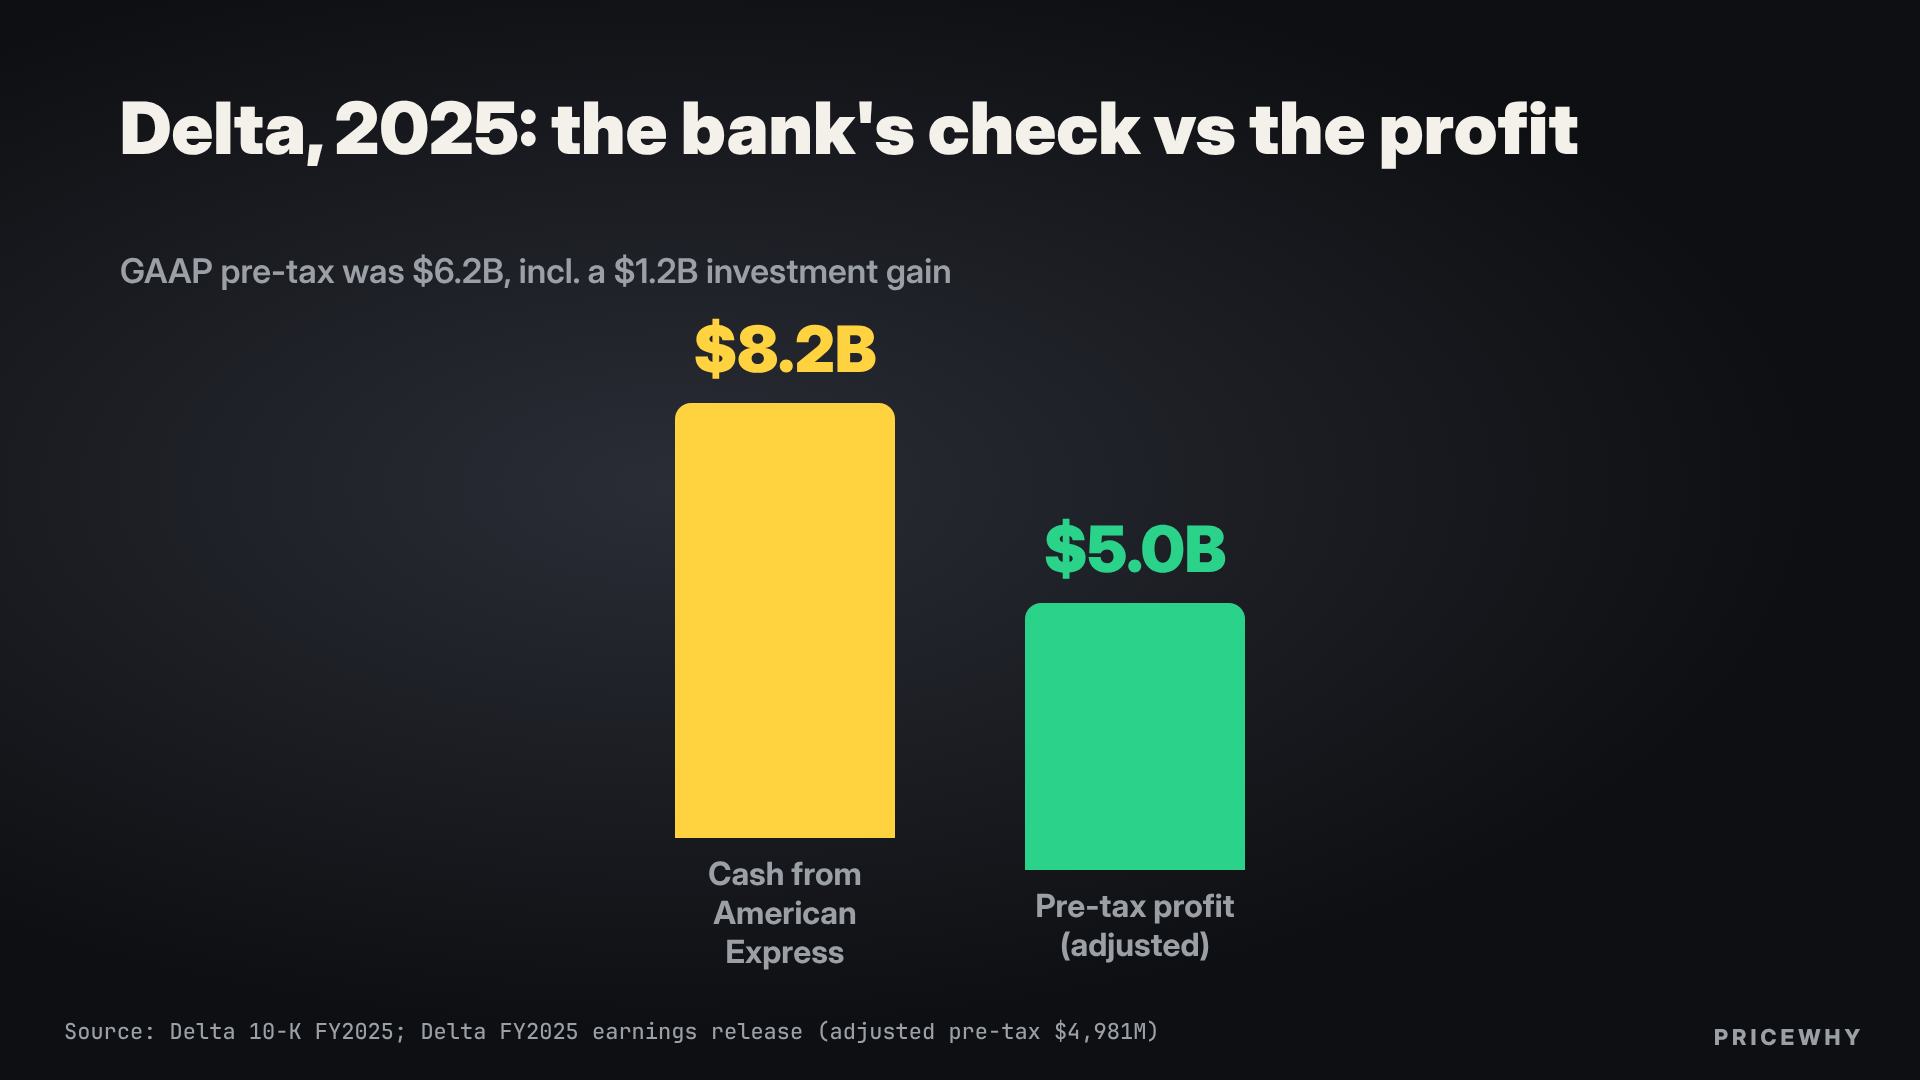 Delta, 2025: the bank's check vs the profit
GAAP pre-tax was $6.2B, incl. a $1.2B investment gain
$8.2B
$5.0B
Cash from
American
Express
Pre-tax profit
(adjusted)
Source: Delta 10-K FY2025; Delta FY2025 earnings release (adjusted pre-tax $4,981M)
PRICEWHY